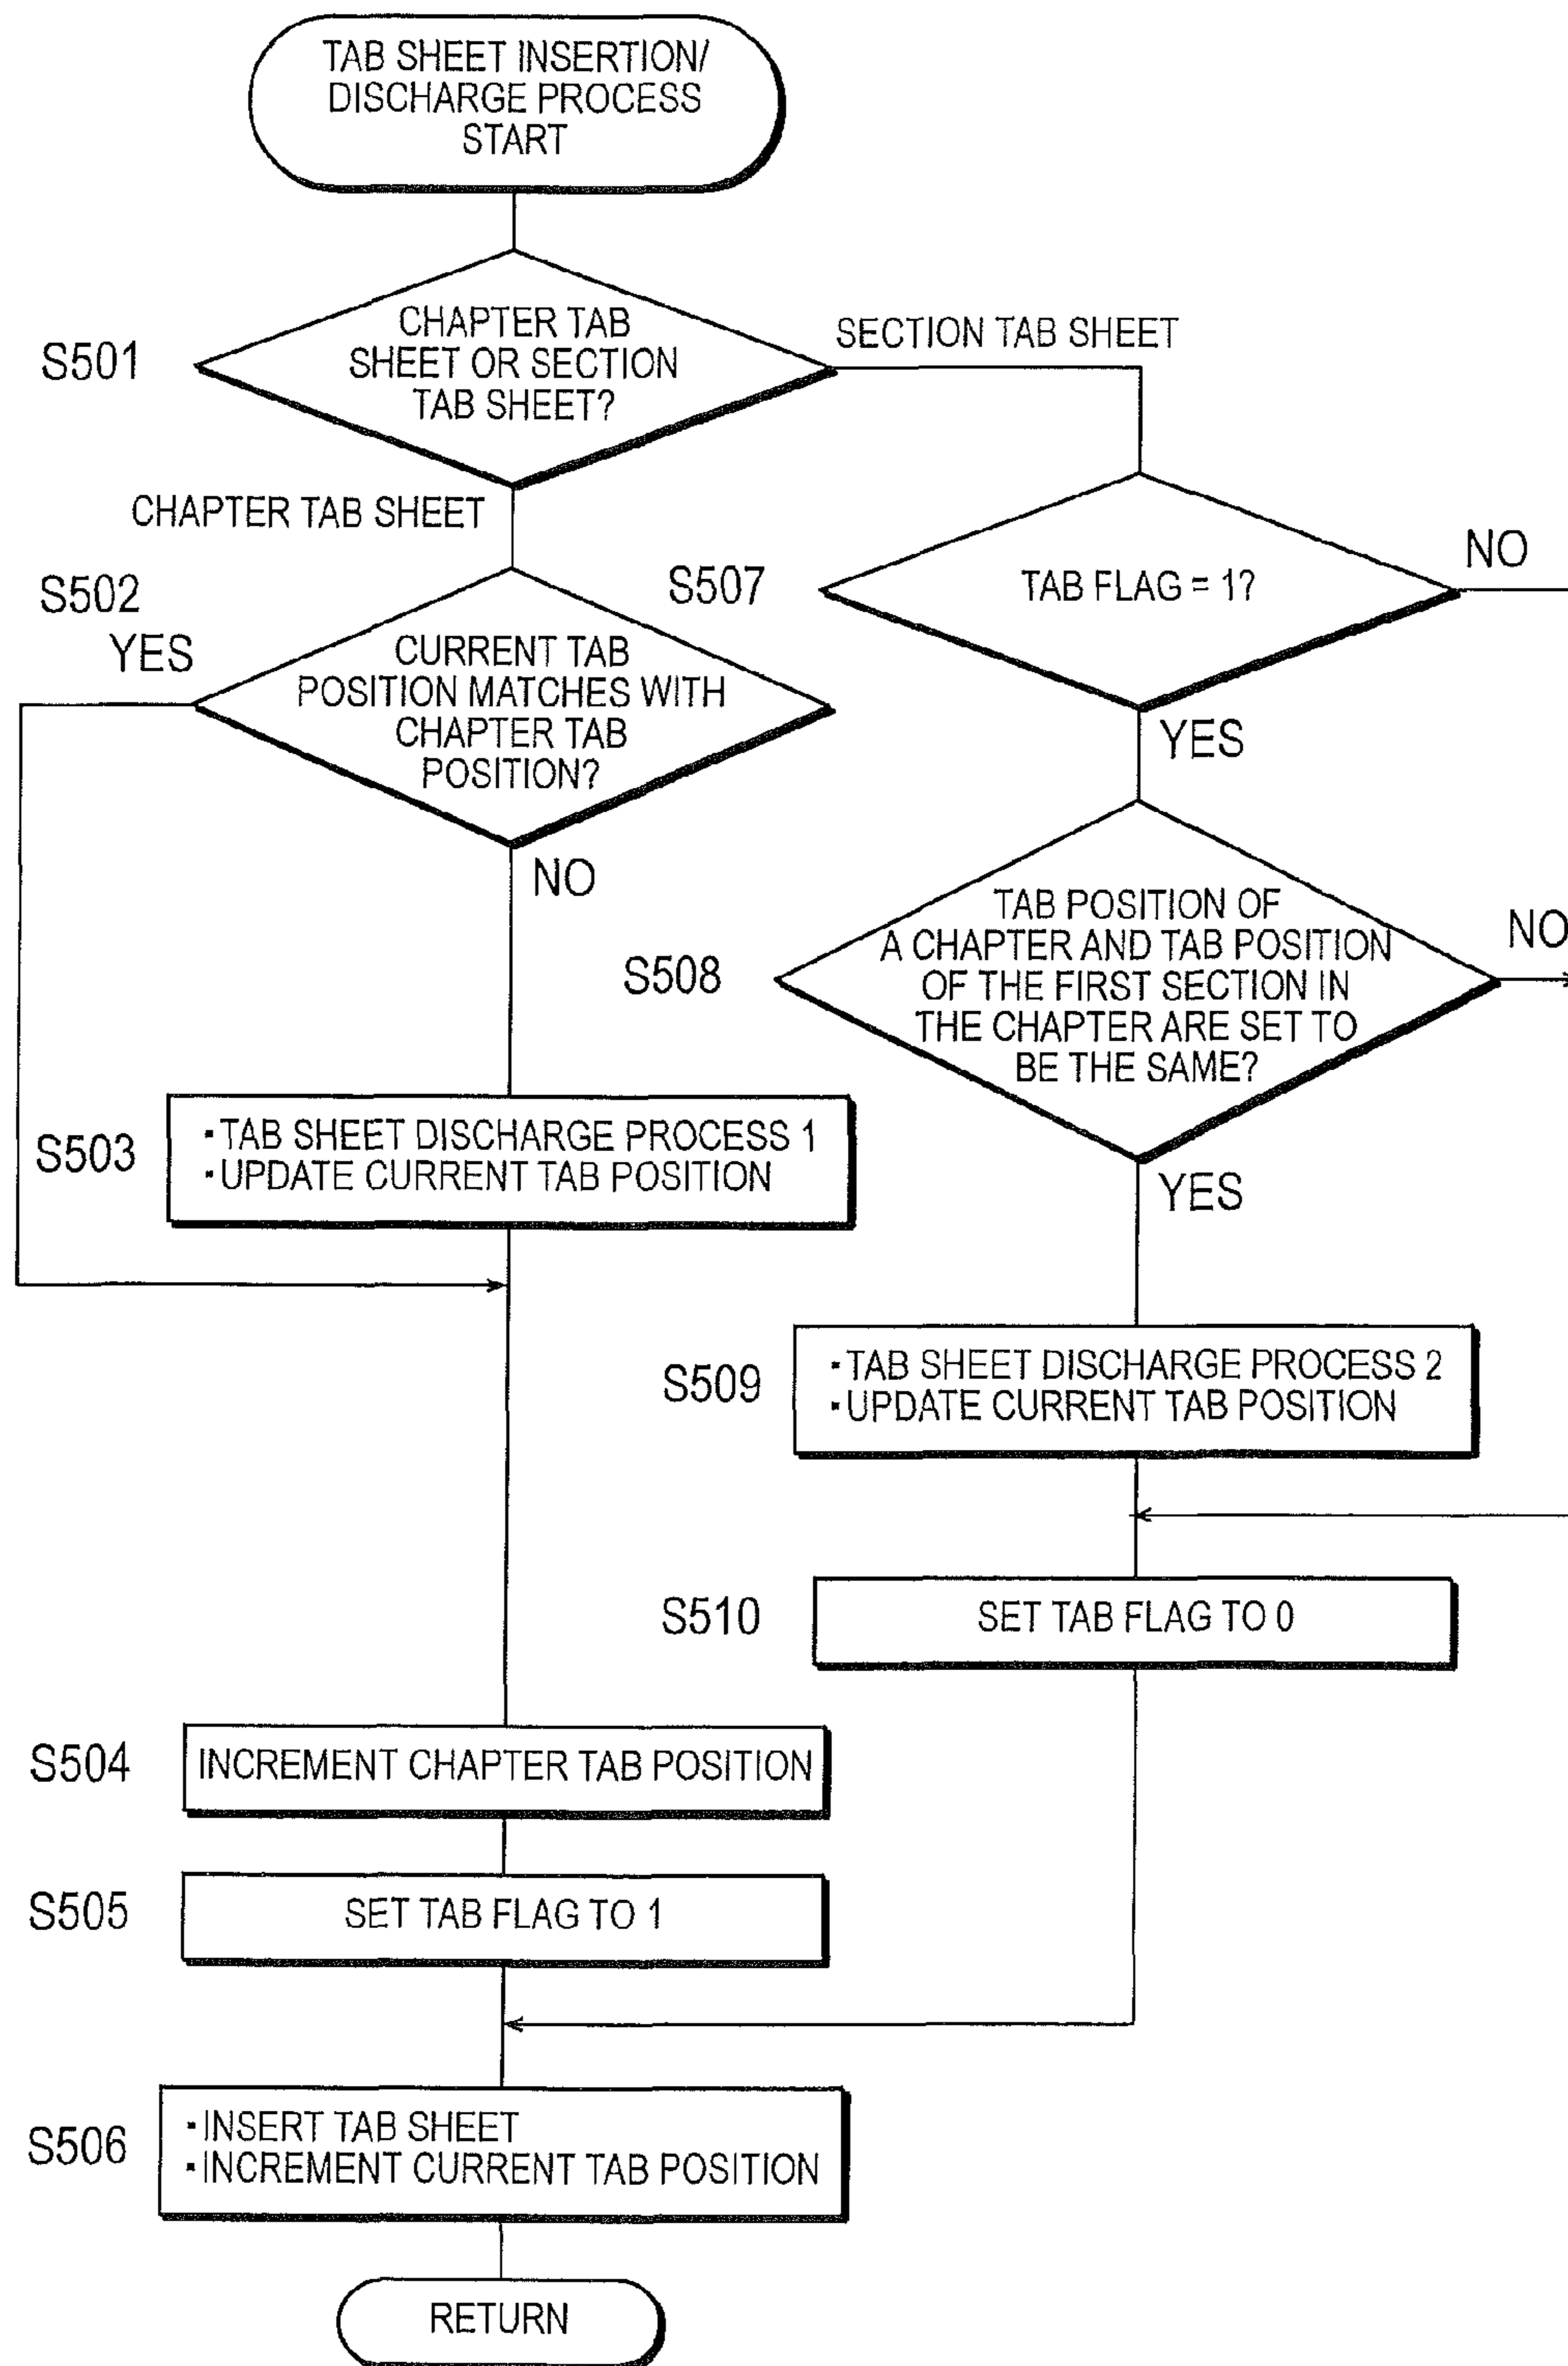 TAB SHEET INSERTION/
DISCHARGE PROCESS
START
S501
CHAPTER TAB
SHEET OR SECTION
TAB SHEET?
SECTION TAB SHEET
CHAPTER TAB SHEET
S502
YES
CURRENT TAB
POSITION MATCHES WITH
CHAPTER TAB
POSITION?
NO
S503
▪TAB SHEET DISCHARGE PROCESS 1
▪UPDATE CURRENT TAB POSITION
S504
INCREMENT CHAPTER TAB POSITION
S505
SET TAB FLAG TO 1
S506
▪INSERT TAB SHEET
▪INCREMENT CURRENT TAB POSITION
RETURN
S507
TAB FLAG = 1?
NO
YES
S508
TAB POSITION OF
A CHAPTER AND TAB POSITION
OF THE FIRST SECTION IN
THE CHAPTER ARE SET TO
BE THE SAME?
NO
YES
S509
▪TAB SHEET DISCHARGE PROCESS 2
▪UPDATE CURRENT TAB POSITION
S510
SET TAB FLAG TO 0